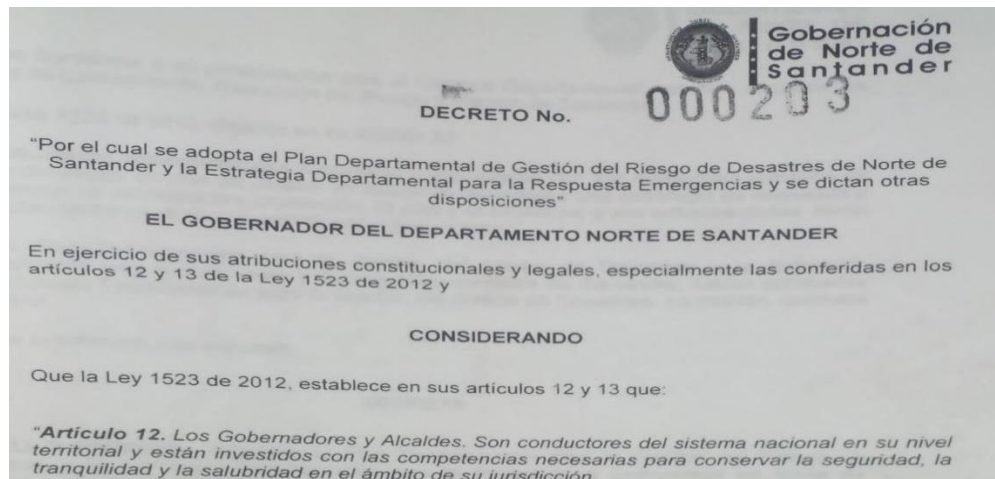 Gobernación
de Norte de
Santander
DECRETO No. 000203
“Por el cual se adopta el Plan Departamental de Gestión del Riesgo de Desastres de Norte de
Santander y la Estrategia Departamental para la Respuesta Emergencias y se dictan otras
disposiciones”
EL GOBERNADOR DEL DEPARTAMENTO NORTE DE SANTANDER
En ejercicio de sus atribuciones constitucionales y legales, especialmente las conferidas en los
artículos 12 y 13 de la Ley 1523 de 2012 y
CONSIDERANDO
Que la Ley 1523 de 2012, establece en sus artículos 12 y 13 que:
“Artículo 12. Los Gobernadores y Alcaldes. Son conductores del sistema nacional en su nivel
territorial y están investidos con las competencias necesarias para conservar la seguridad, la
tranquilidad y la salubridad en el ámbito de su jurisdicción